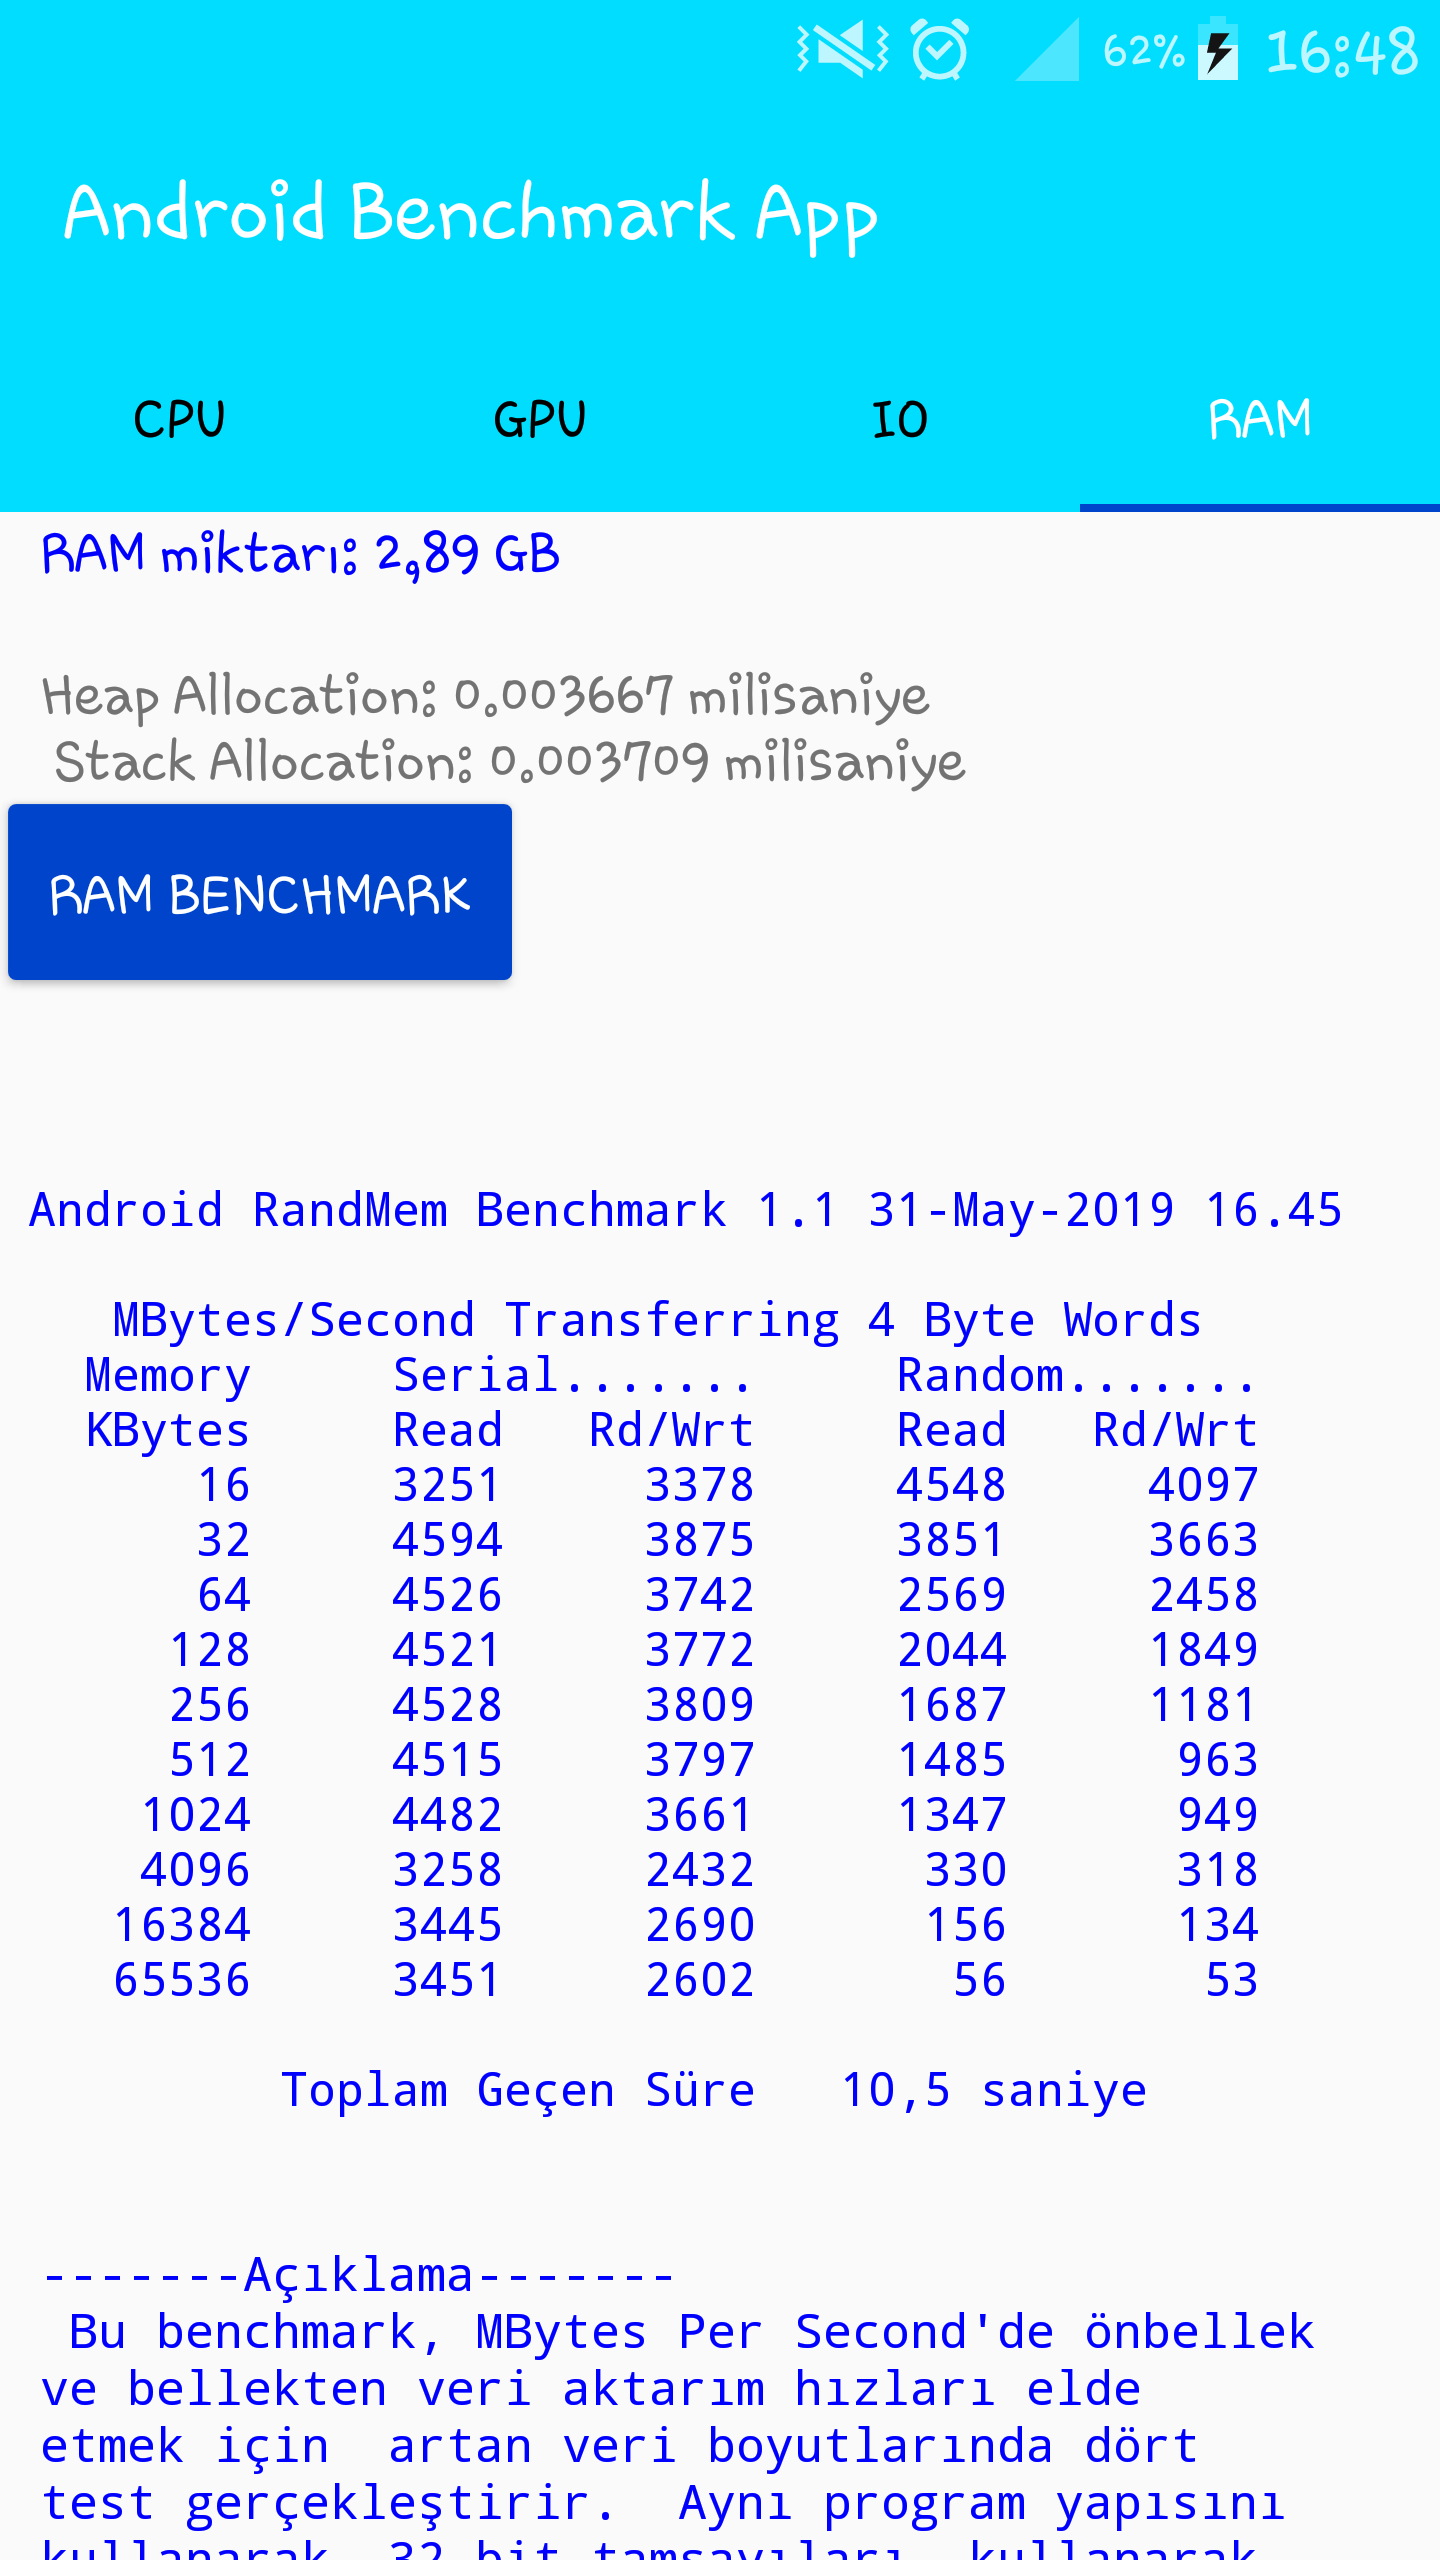 62% 16:48
Android Benchmark App
CPU GPU IO RAM
RAM miktarı: 2,89 GB
Heap Allocation: 0.003667 milisaniye
Stack Allocation: 0.003709 milisaniye
RAM BENCHMARK
Android RandMem Benchmark 1.1 31-May-2019 16.45
MBytes/Second Transferring 4 Byte Words
Memory Serial....... Random.......
KBytes Read Rd/Wrt Read Rd/Wrt
16 3251 3378 4548 4097
32 4594 3875 3851 3663
64 4526 3742 2569 2458
128 4521 3772 2044 1849
256 4528 3809 1687 1181
512 4515 3797 1485 963
1024 4482 3661 1347 949
4096 3258 2432 330 318
16384 3445 2690 156 134
65536 3451 2602 56 53
Toplam Geçen Süre 10,5 saniye
-------Açıklama-------
Bu benchmark, MBytes Per Second'de önbellek
ve bellekten veri aktarım hızları elde
etmek için artan veri boyutlarında dört
test gerçekleştirir. Aynı program yapısını
kullanarak 32 bit tamsayıları kullanarak